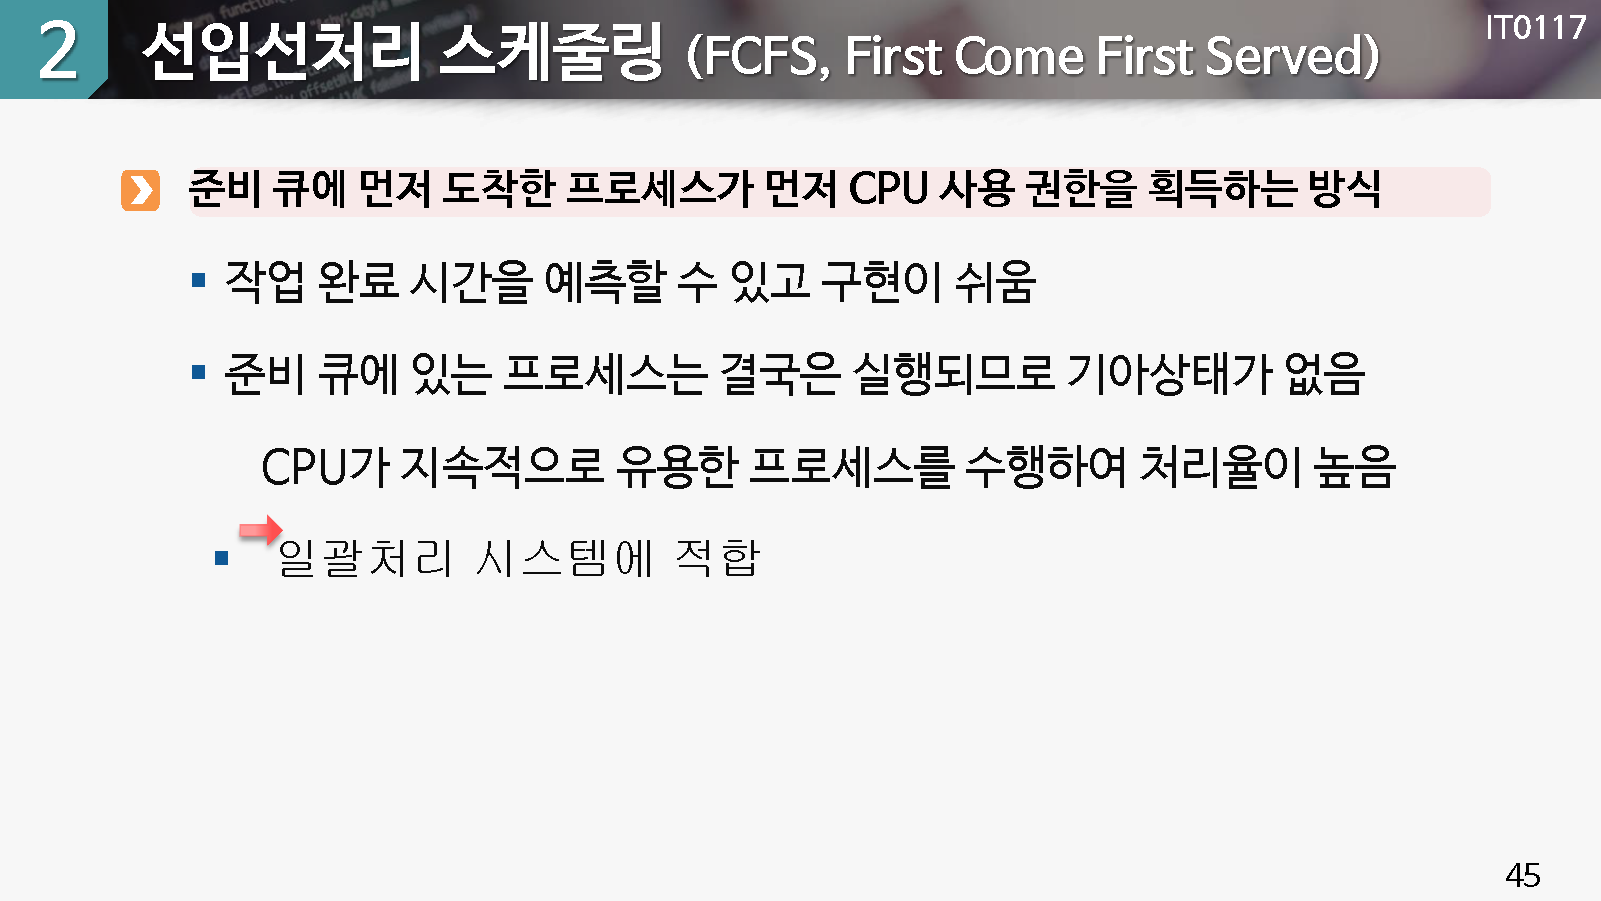 2
선입선처리 스케줄링 (FCFS, First Come First Served)
IT0117
준비 큐에 먼저 도착한 프로세스가 먼저 CPU 사용 권한을 획득하는 방식
▪ 작업 완료 시간을 예측할 수 있고 구현이 쉬움
▪ 준비 큐에 있는 프로세스는 결국은 실행되므로 기아상태가 없음
CPU가 지속적으로 유용한 프로세스를 수행하여 처리율이 높음
▪ 일괄처리 시스템에 적합
45